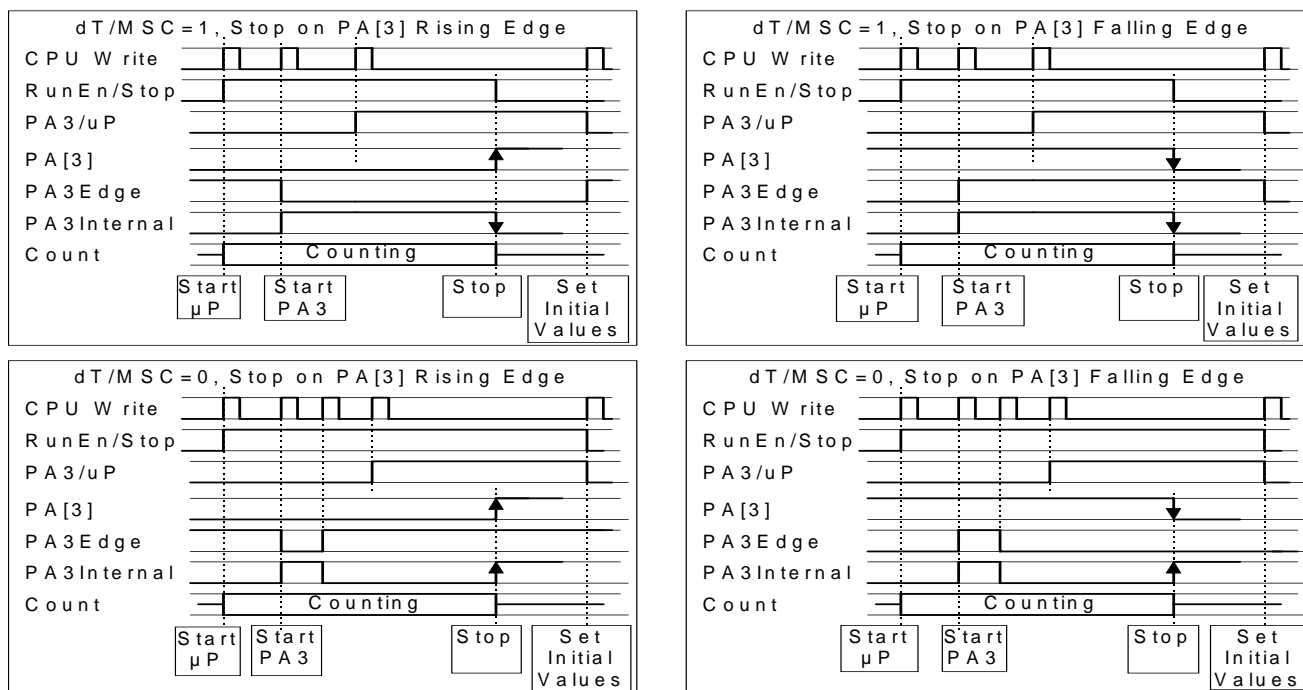 dT/MSC=1, Stop on PA[3] Rising Edge
CPU Write
RunEn/Stop
PA3/uP
PA[3]
PA3Edge
PA3Internal
Count
Counting
Start
µP
Start
PA3
Stop
Set
Initial
Values
dT/MSC=1, Stop on PA[3] Falling Edge
CPU Write
RunEn/Stop
PA3/uP
PA[3]
PA3Edge
PA3Internal
Count
Counting
Start
µP
Start
PA3
Stop
Set
Initial
Values
dT/MSC=0, Stop on PA[3] Rising Edge
CPU Write
RunEn/Stop
PA3/uP
PA[3]
PA3Edge
PA3Internal
Count
Counting
Start
µP
Start
PA3
Stop
Set
Initial
Values
dT/MSC=0, Stop on PA[3] Falling Edge
CPU Write
RunEn/Stop
PA3/uP
PA[3]
PA3Edge
PA3Internal
Count
Counting
Start
µP
Start
PA3
Stop
Set
Initial
Values